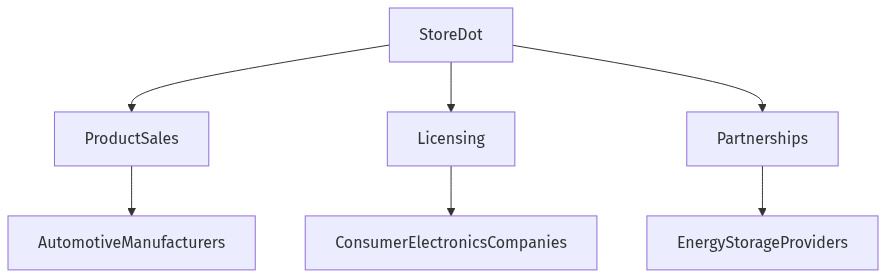 StoreDot
ProductSales
Licensing
Partnerships
AutomotiveManufacturers
ConsumerElectronicsCompanies
EnergyStorageProviders